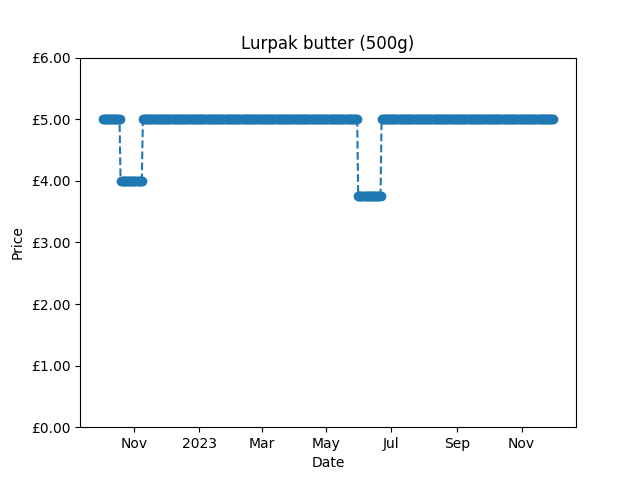 Lurpak butter (500g)
£6.00
£5.00
£4.00
£3.00
£2.00
£1.00
£0.00
Price
Nov 2023 Mar May Jul Sep Nov
Date